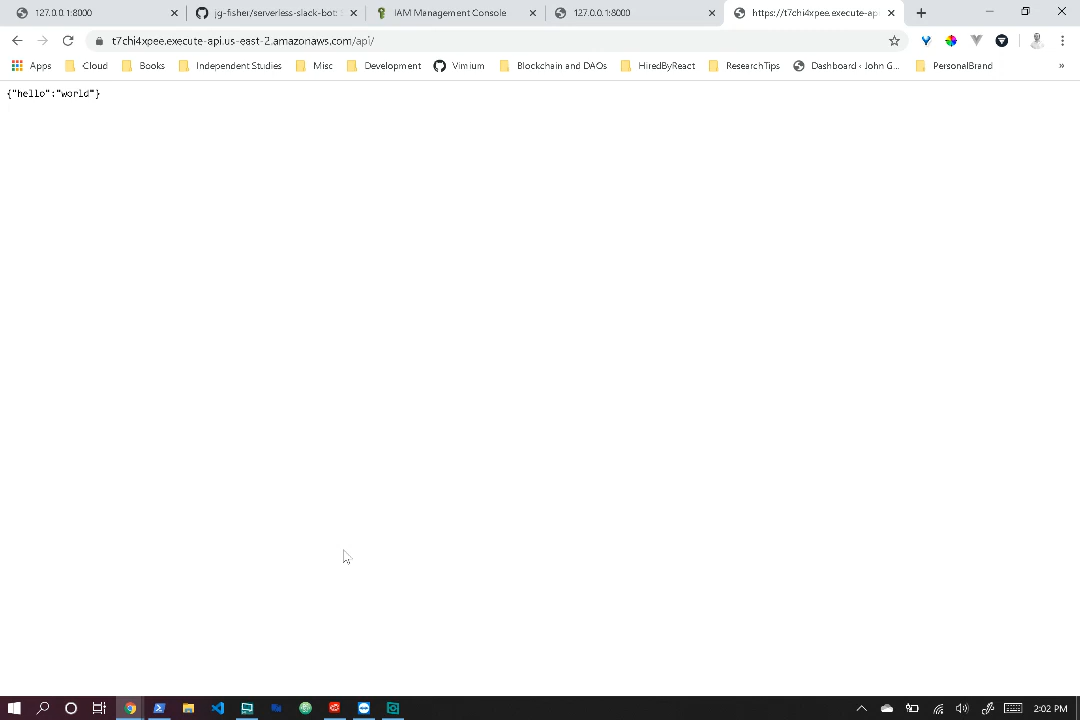 127.0.0.1:8000
jg-fisher/serverless-slack-bot: S
IAM Management Console
127.0.0.1:8000
https://t7chi4xpee.execute-api
t7chi4xpee.execute-api.us-east-2.amazonaws.com/api/
Apps
Cloud
Books
Independent Studies
Misc
Development
Vimium
Blockchain and DAOs
HiredByReact
ResearchTips
Dashboard ‹ John G...
PersonalBrand
»
{"hello":"world"}
2:02 PM